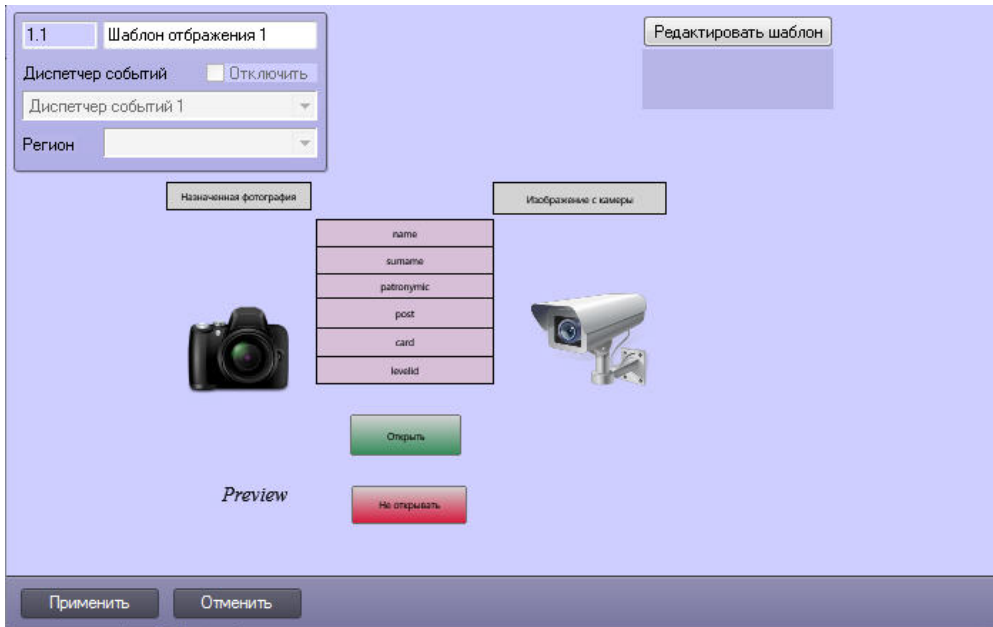 1.1 Шаблон отбражения 1
Редактировать шаблон
Диспетчер событий Отключить
Диспетчер событий 1
Регион
Назначенная фотография
Изображение с камеры
name
surname
patronymic
post
card
levelid
Открыть
Preview
Не открывать
Применить Отменить